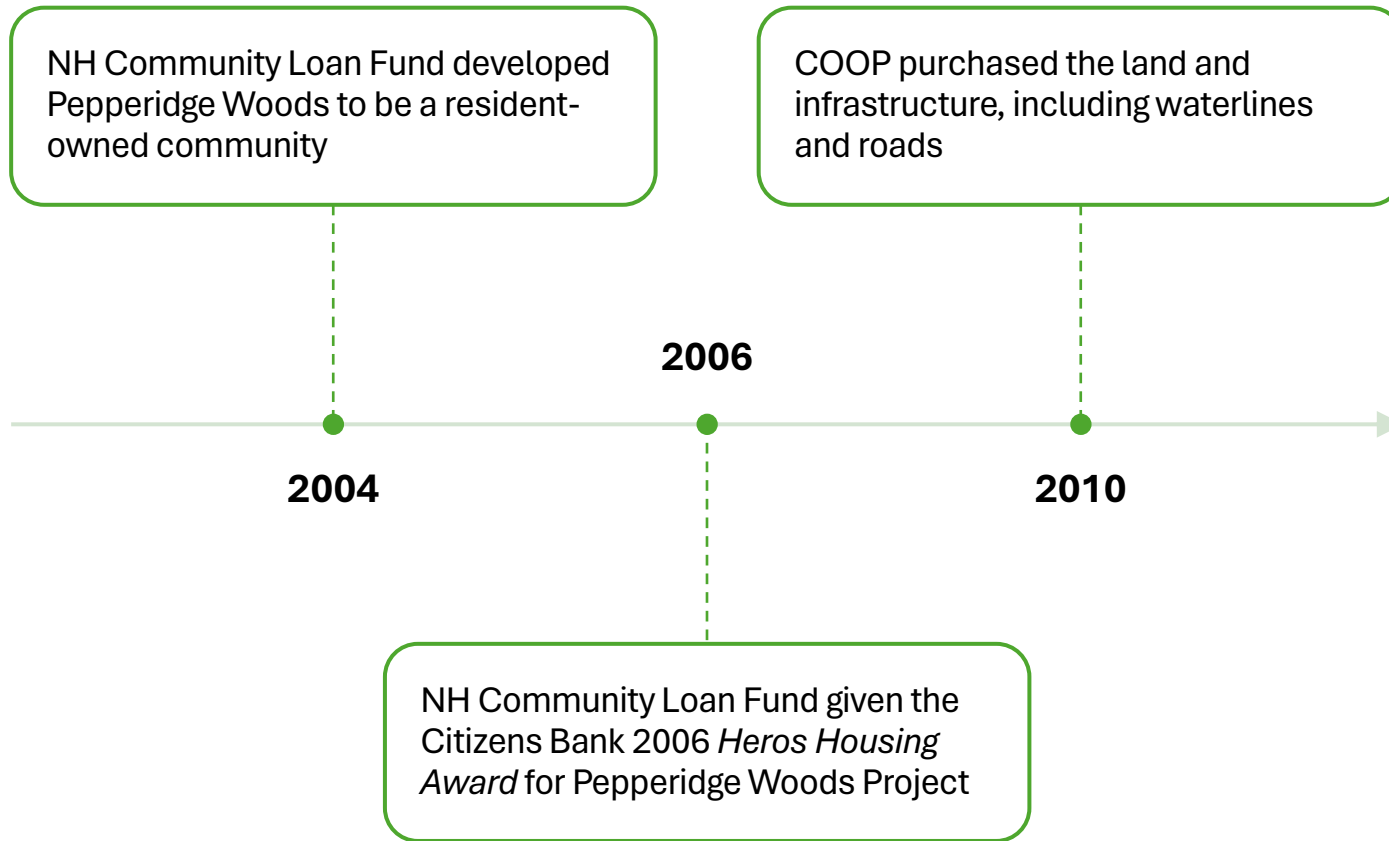 NH Community Loan Fund developed
Pepperidge Woods to be a resident-
owned community
COOP purchased the land and
infrastructure, including waterlines
and roads
2006
2004
2010
NH Community Loan Fund given the
Citizens Bank 2006 Heros Housing
Award for Pepperidge Woods Project